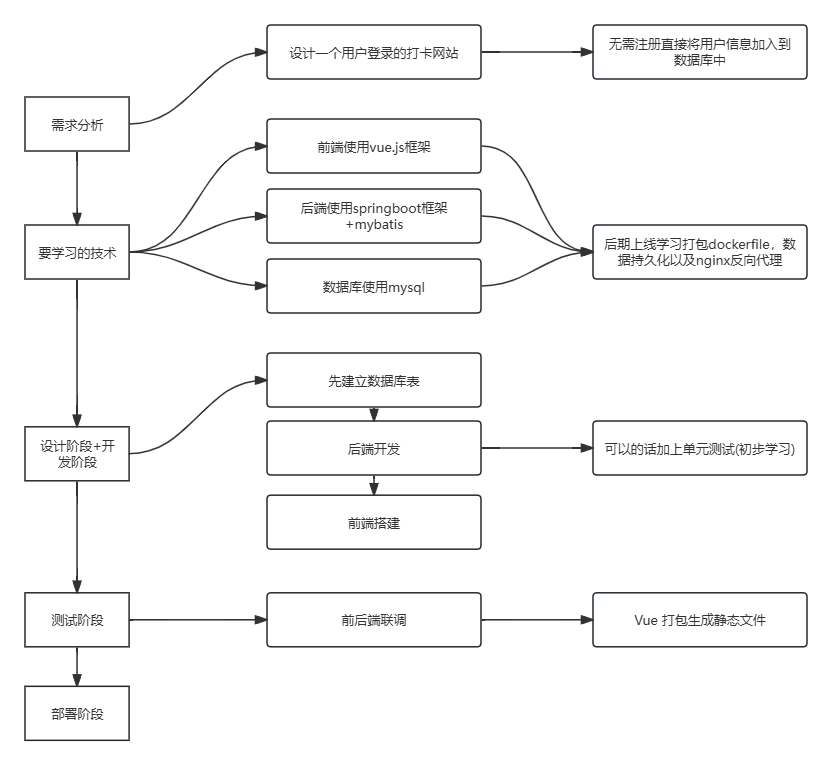 设计一个用户登录的打卡网站
无需注册直接将用户信息加入到
数据库中
需求分析
前端使用vue.js框架
后端使用springboot框架
+mybatis
要学习的技术
后期上线学习打包dockerfile，数
据持久化以及nginx反向代理
数据库使用mysql
先建立数据库表
设计阶段+开
发阶段
后端开发
可以的话加上单元测试(初步学习)
前端搭建
测试阶段
前后端联调
Vue 打包生成静态文件
部署阶段